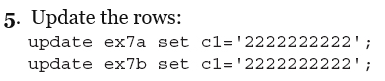 5. Update the rows:
update ex7a set c1='2222222222';
update ex7b set c1='2222222222';